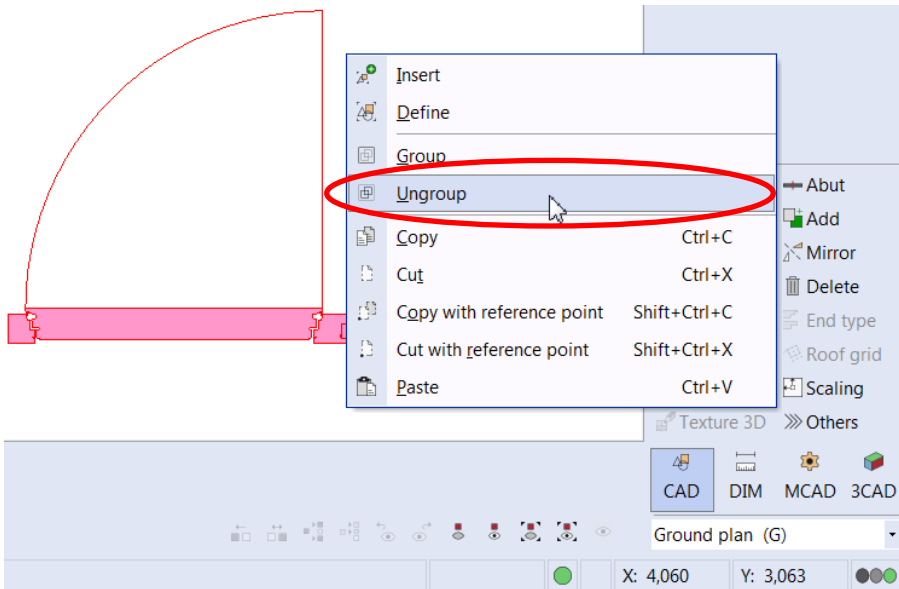 Insert
Define
Group
Ungroup
Copy Ctrl+C
Cut Ctrl+X
Copy with reference point Shift+Ctrl+C
Cut with reference point Shift+Ctrl+X
Paste Ctrl+V
Abut
Add
Mirror
Delete
End type
Roof grid
Scaling
Texture 3D Others
CAD DIM MCAD 3CAD
Ground plan (G)
X: 4,060 Y: 3,063